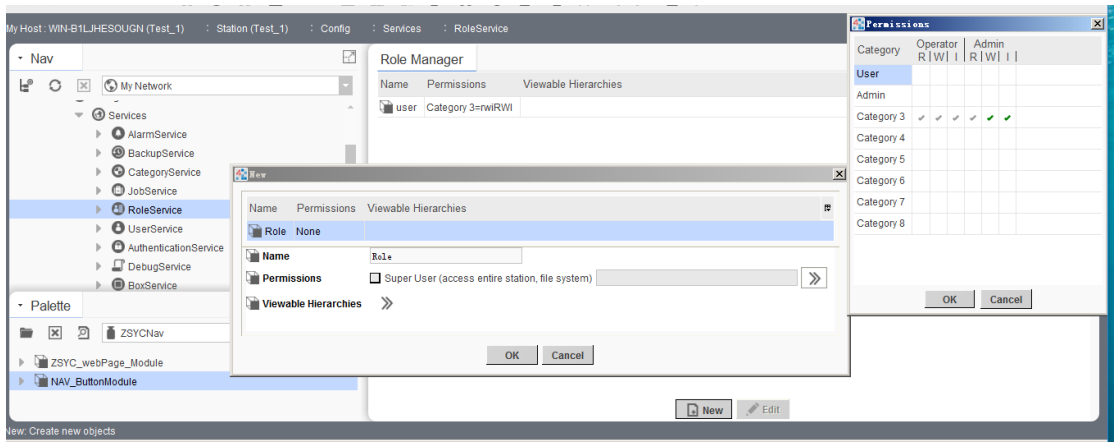 My Host : WIN-B1LJHESOUGN (Test_1) : Station (Test_1) : Config : Services : RoleService
Nav
My Network
Services
AlarmService
BackupService
CategoryService
JobService
RoleService
UserService
AuthenticationService
DebugService
BoxService
Palette
ZSYCNav
ZSYC_webPage_Module
NAV_ButtonModule
New: Create new objects
Role Manager
Name Permissions Viewable Hierarchies
user Category 3=rwiRWI
New Edit
New
Name Permissions Viewable Hierarchies
Role None
Name Role
Permissions Super User (access entire station, file system)
Viewable Hierarchies
OK Cancel
Permissions
Category Operator Admin
R W I R W I
User
Admin
Category 3
Category 4
Category 5
Category 6
Category 7
Category 8
OK Cancel